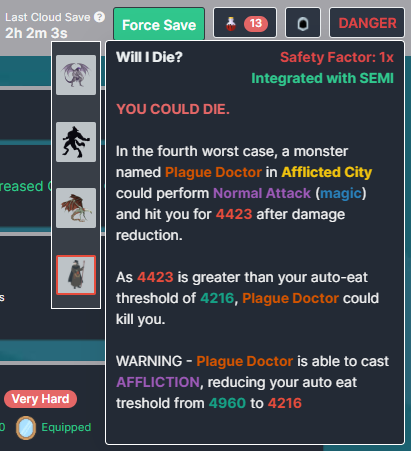 Last Cloud Save
2h 2m 3s
Force Save
13
DANGER
Will I Die?
Safety Factor: 1x
Integrated with SEMI
YOU COULD DIE.
In the fourth worst case, a monster
named Plague Doctor in Afflicted City
could perform Normal Attack (magic)
and hit you for 4423 after damage
reduction.
As 4423 is greater than your auto-eat
threshold of 4216, Plague Doctor could
kill you.
WARNING - Plague Doctor is able to cast
AFFLICTION, reducing your auto eat
treshold from 4960 to 4216
Very Hard
Equipped